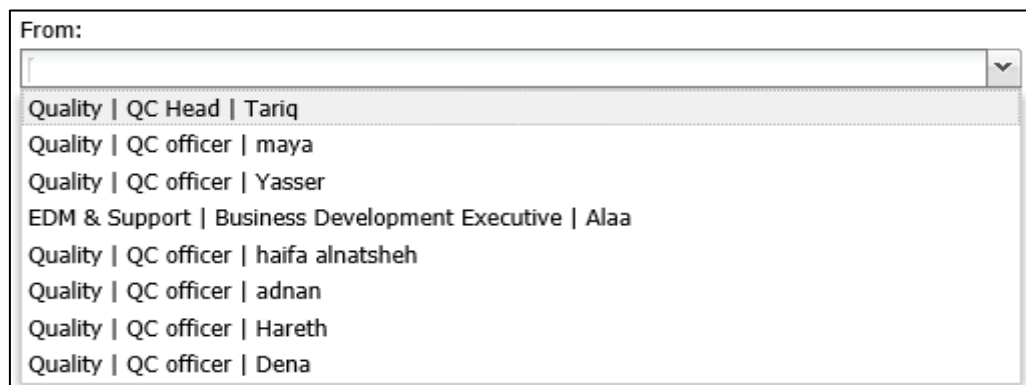 From:
Quality | QC Head | Tariq
Quality | QC officer | maya
Quality | QC officer | Yasser
EDM & Support | Business Development Executive | Alaa
Quality | QC officer | haifa alnatsheh
Quality | QC officer | adnan
Quality | QC officer | Hareth
Quality | QC officer | Dena